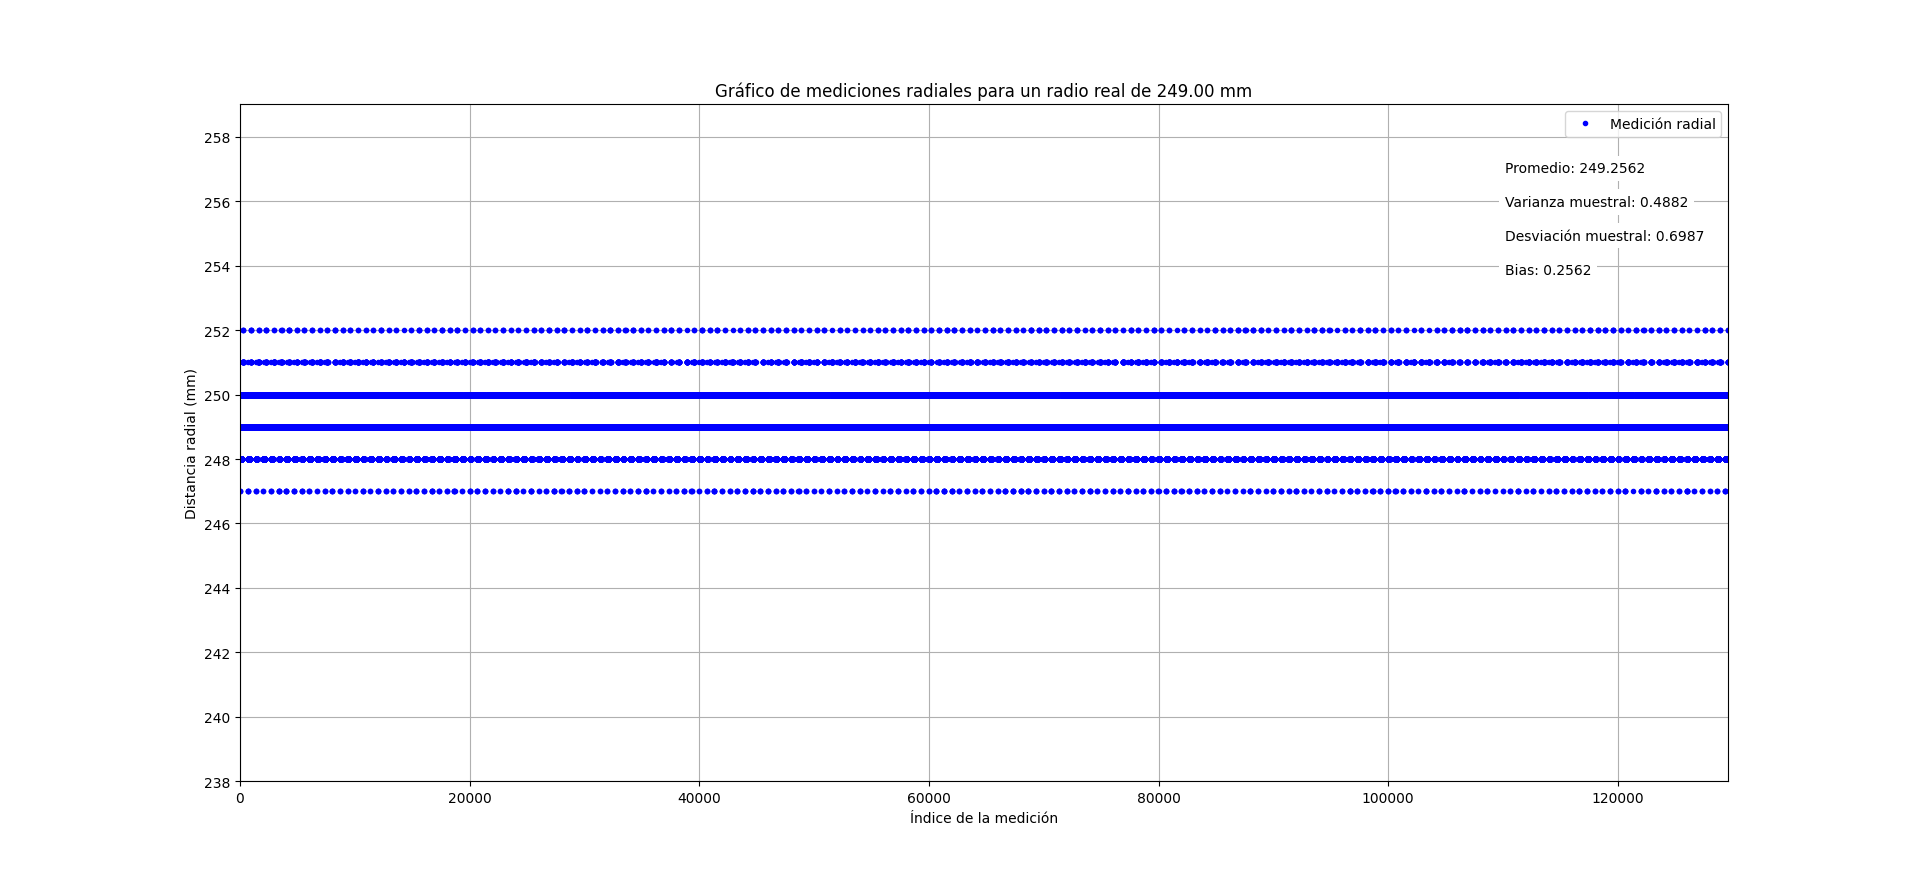 Gráfico de mediciones radiales para un radio real de 249.00 mm
Medición radial
Promedio: 249.2562
Varianza muestral: 0.4882
Desviación muestral: 0.6987
Bias: 0.2562
Distancia radial (mm)
258
256
254
252
250
248
246
244
242
240
238
0 20000 40000 60000 80000 100000 120000
Índice de la medición